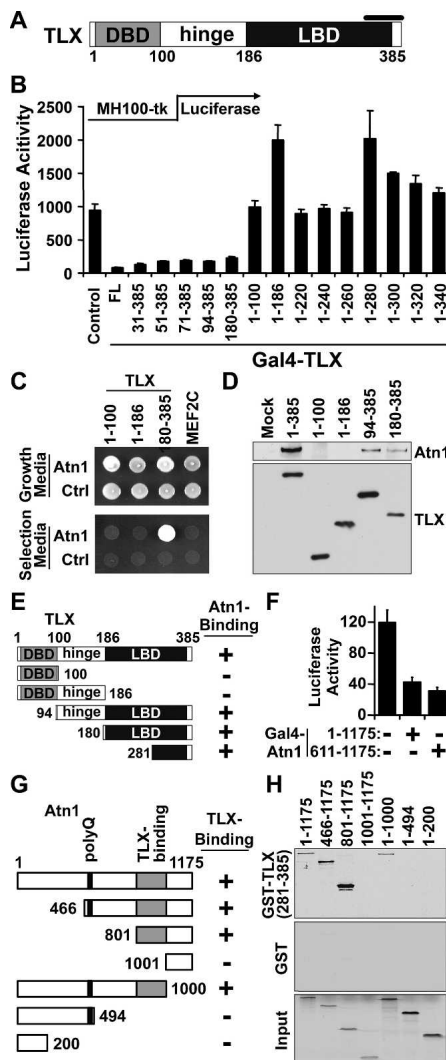 A
TLX
DBD
hinge
LBD
1
100
186
385
B
Luciferase Acitivity
2500
2000
1500
1000
500
0
MH100-tk
Luciferase
Control
FL
31-385
51-385
71-385
94-385
180-385
1-100
1-186
1-220
1-240
1-260
1-280
1-300
1-320
1-340
Gal4-TLX
C
TLX
1-100
1-186
180-385
MEF2C
Growth Media
Atn1
Ctrl
Selection Media
Atn1
Ctrl
D
Mock
1-385
1-100
1-186
94-385
180-385
Atn1
TLX
E
TLX
Atn1-
Binding
1 100 186 385
DBD hinge LBD +
DBD 100 -
DBD hinge 186 -
94 hinge LBD +
180 LBD +
281 +
F
Luciferase
Activity
120
80
40
0
Gal4- 1-1175: - + -
Atn1 611-1175: - - +
G
Atn1
polyQ
TLX-
binding
TLX-
Binding
1 1175
+
466 +
801 +
1001 -
1000 +
494 -
200 -
H
1-1175
466-1175
801-1175
1001-1175
1-1000
1-494
1-200
GST-TLX
(281-385)
GST
Input